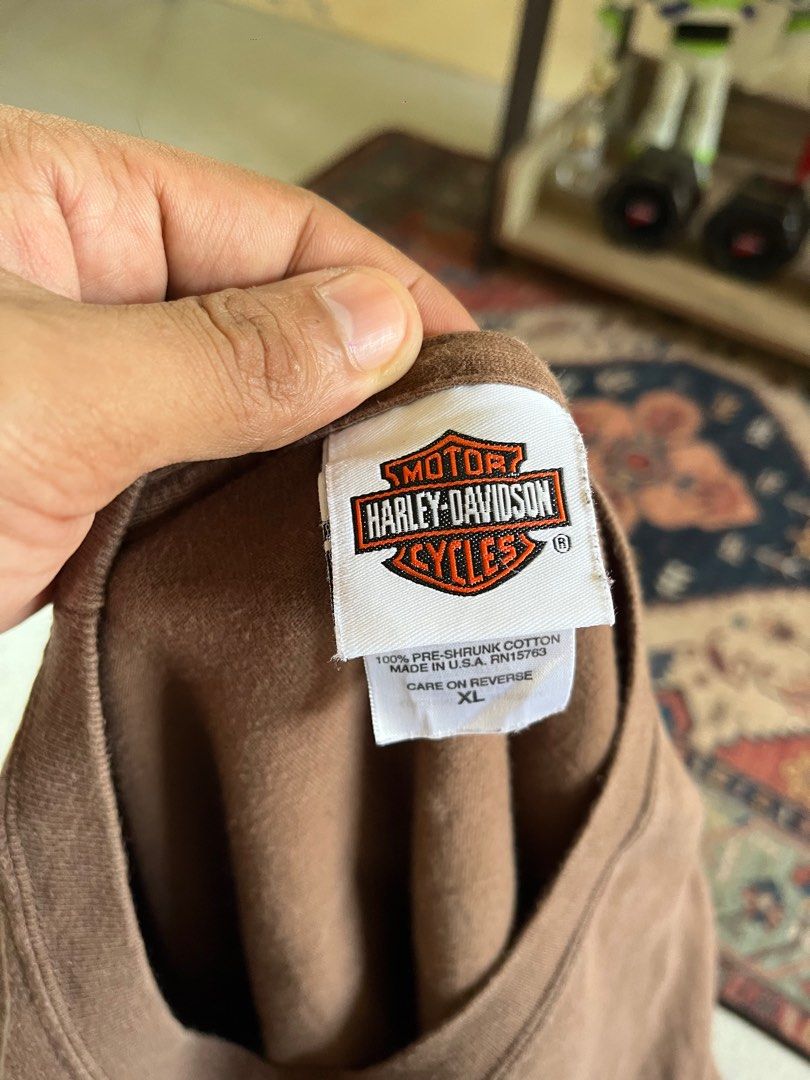 MOTOR
HARLEY-DAVIDSON
CYCLES
®
100% PRE-SHRUNK COTTON
MADE IN U.S.A. RN15763
CARE ON REVERSE
XL